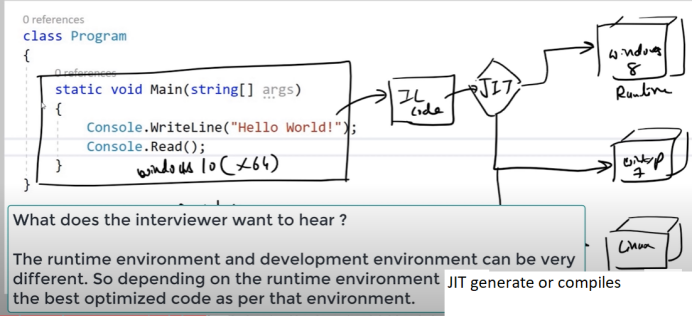 0 references
class Program
{
0 references
static void Main(string[] args)
{
Console.WriteLine("Hello World!");
Console.Read();
}
windows 10 (x64)
}
IL
code
JIT
windows
8
Runtime
7
Linux
What does the interviewer want to hear ?
The runtime environment and development environment can be very
different. So depending on the runtime environment JIT generate or compiles
the best optimized code as per that environment.